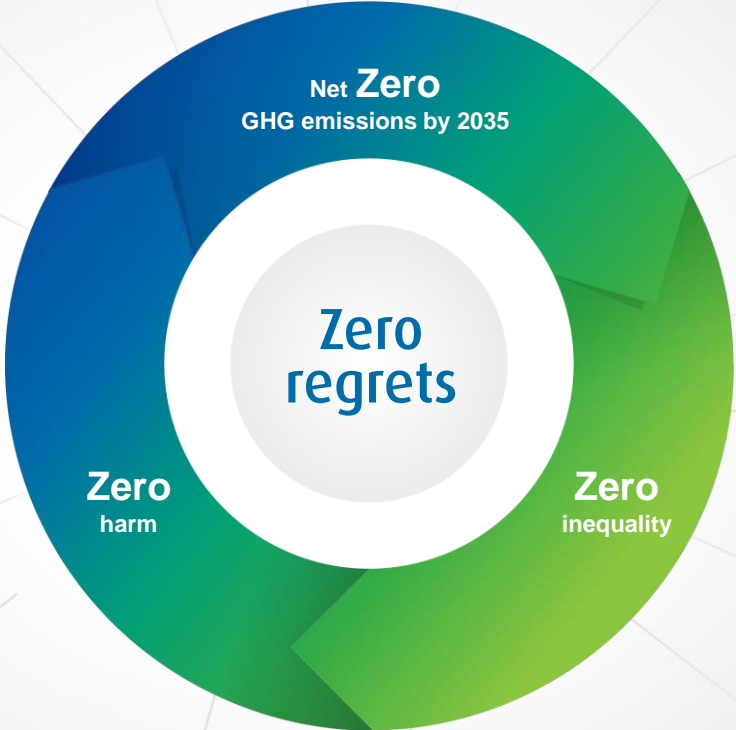 Net Zero
GHG emissions by 2035
Zero
regrets
Zero
harm
Zero
inequality